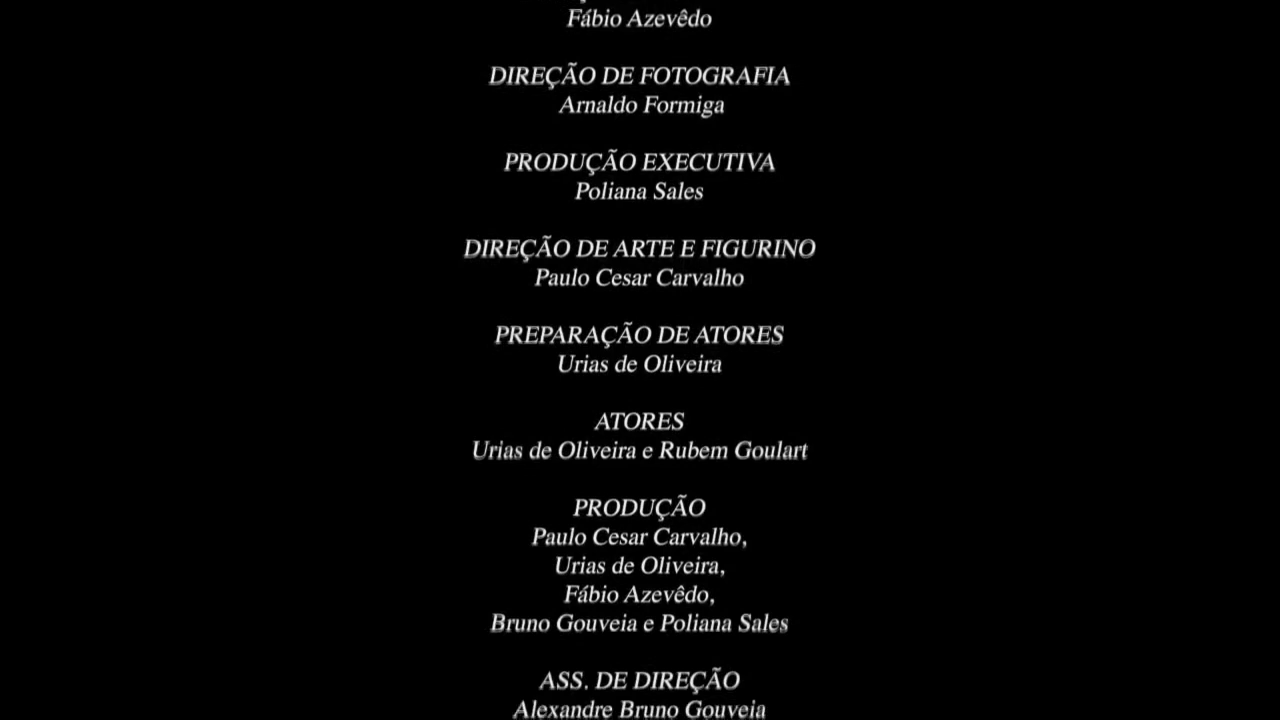 Fábio Azevêdo
DIREÇÃO DE FOTOGRAFIA
Arnaldo Formiga
PRODUÇÃO EXECUTIVA
Poliana Sales
DIREÇÃO DE ARTE E FIGURINO
Paulo Cesar Carvalho
PREPARAÇÃO DE ATORES
Urias de Oliveira
ATORES
Urias de Oliveira e Rubem Goulart
PRODUÇÃO
Paulo Cesar Carvalho,
Urias de Oliveira,
Fábio Azevêdo,
Bruno Gouveia e Poliana Sales
ASS. DE DIREÇÃO
Alexandre Bruno Gouveia